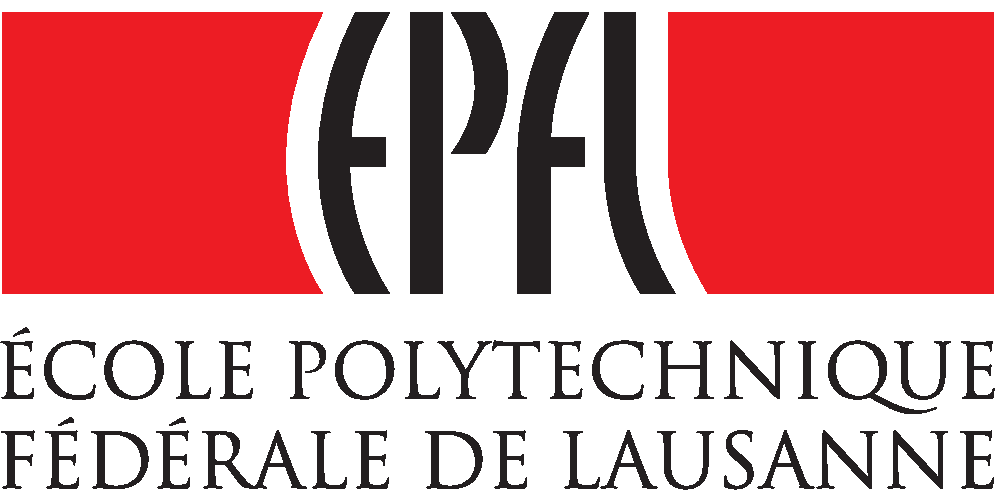 EPFL
ÉCOLE POLYTECHNIQUE
FÉDÉRALE DE LAUSANNE